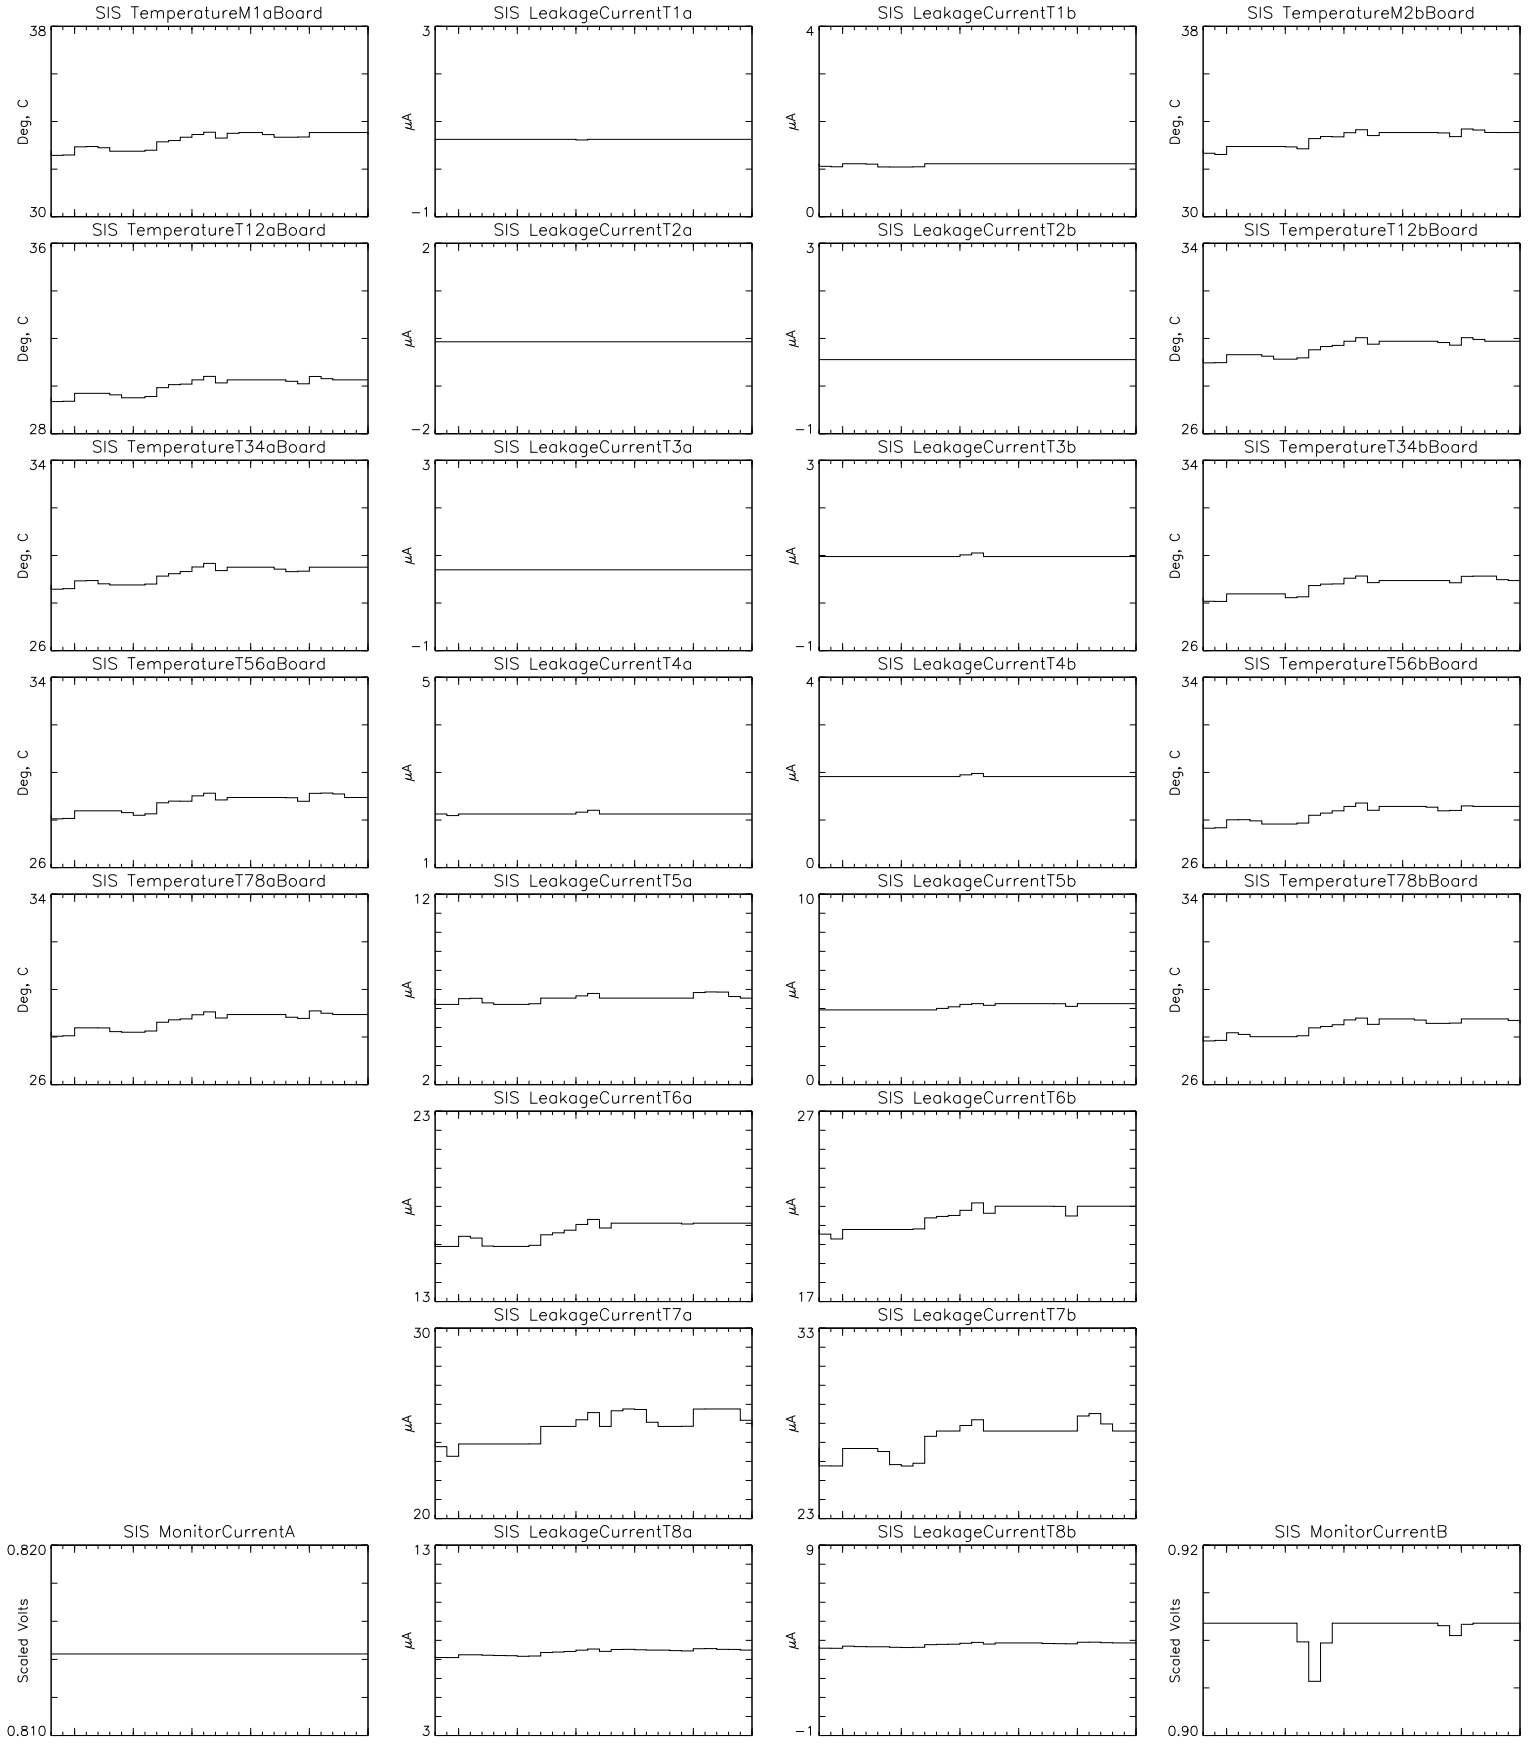 SIS TemperatureM1aBoard
38
Deg, C
30
SIS LeakageCurrentT1a
3
μA
-1
SIS LeakageCurrentT1b
4
μA
0
SIS TemperatureM2bBoard
38
Deg, C
30
SIS TemperatureT12aBoard
36
Deg, C
28
SIS LeakageCurrentT2a
2
μA
-2
SIS LeakageCurrentT2b
3
μA
-1
SIS TemperatureT12bBoard
34
Deg, C
26
SIS TemperatureT34aBoard
34
Deg, C
26
SIS LeakageCurrentT3a
3
μA
-1
SIS LeakageCurrentT3b
3
μA
-1
SIS TemperatureT34bBoard
34
Deg, C
26
SIS TemperatureT56aBoard
34
Deg, C
26
SIS LeakageCurrentT4a
5
μA
1
SIS LeakageCurrentT4b
4
μA
0
SIS TemperatureT56bBoard
34
Deg, C
26
SIS TemperatureT78aBoard
34
Deg, C
26
SIS LeakageCurrentT5a
12
μA
2
SIS LeakageCurrentT5b
10
μA
0
SIS TemperatureT78bBoard
34
Deg, C
26
SIS LeakageCurrentT6a
23
μA
13
SIS LeakageCurrentT6b
27
μA
17
SIS LeakageCurrentT7a
30
μA
20
SIS LeakageCurrentT7b
33
μA
23
SIS MonitorCurrentA
0.820
Scaled Volts
0.810
SIS LeakageCurrentT8a
13
μA
3
SIS LeakageCurrentT8b
9
μA
-1
SIS MonitorCurrentB
0.92
Scaled Volts
0.90